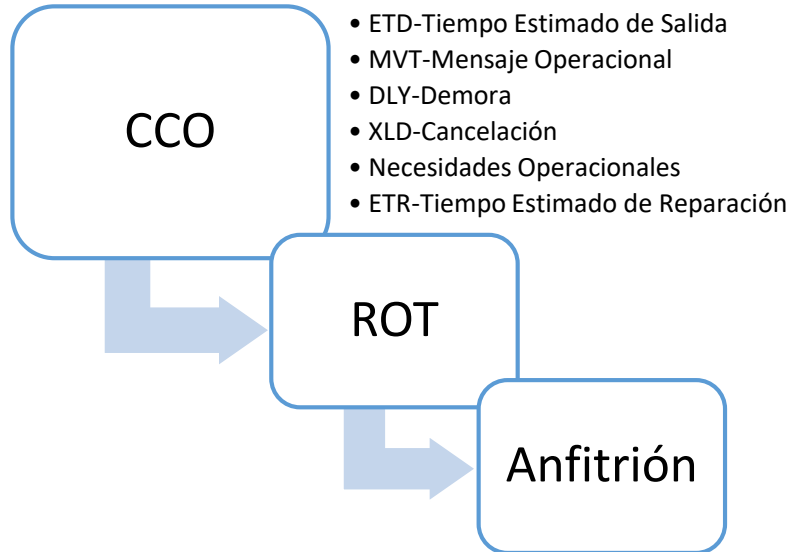 CCO
• ETD-Tiempo Estimado de Salida
• MVT-Mensaje Operacional
• DLY-Demora
• XLD-Cancelación
• Necesidades Operacionales
• ETR-Tiempo Estimado de Reparación
ROT
Anfitrión